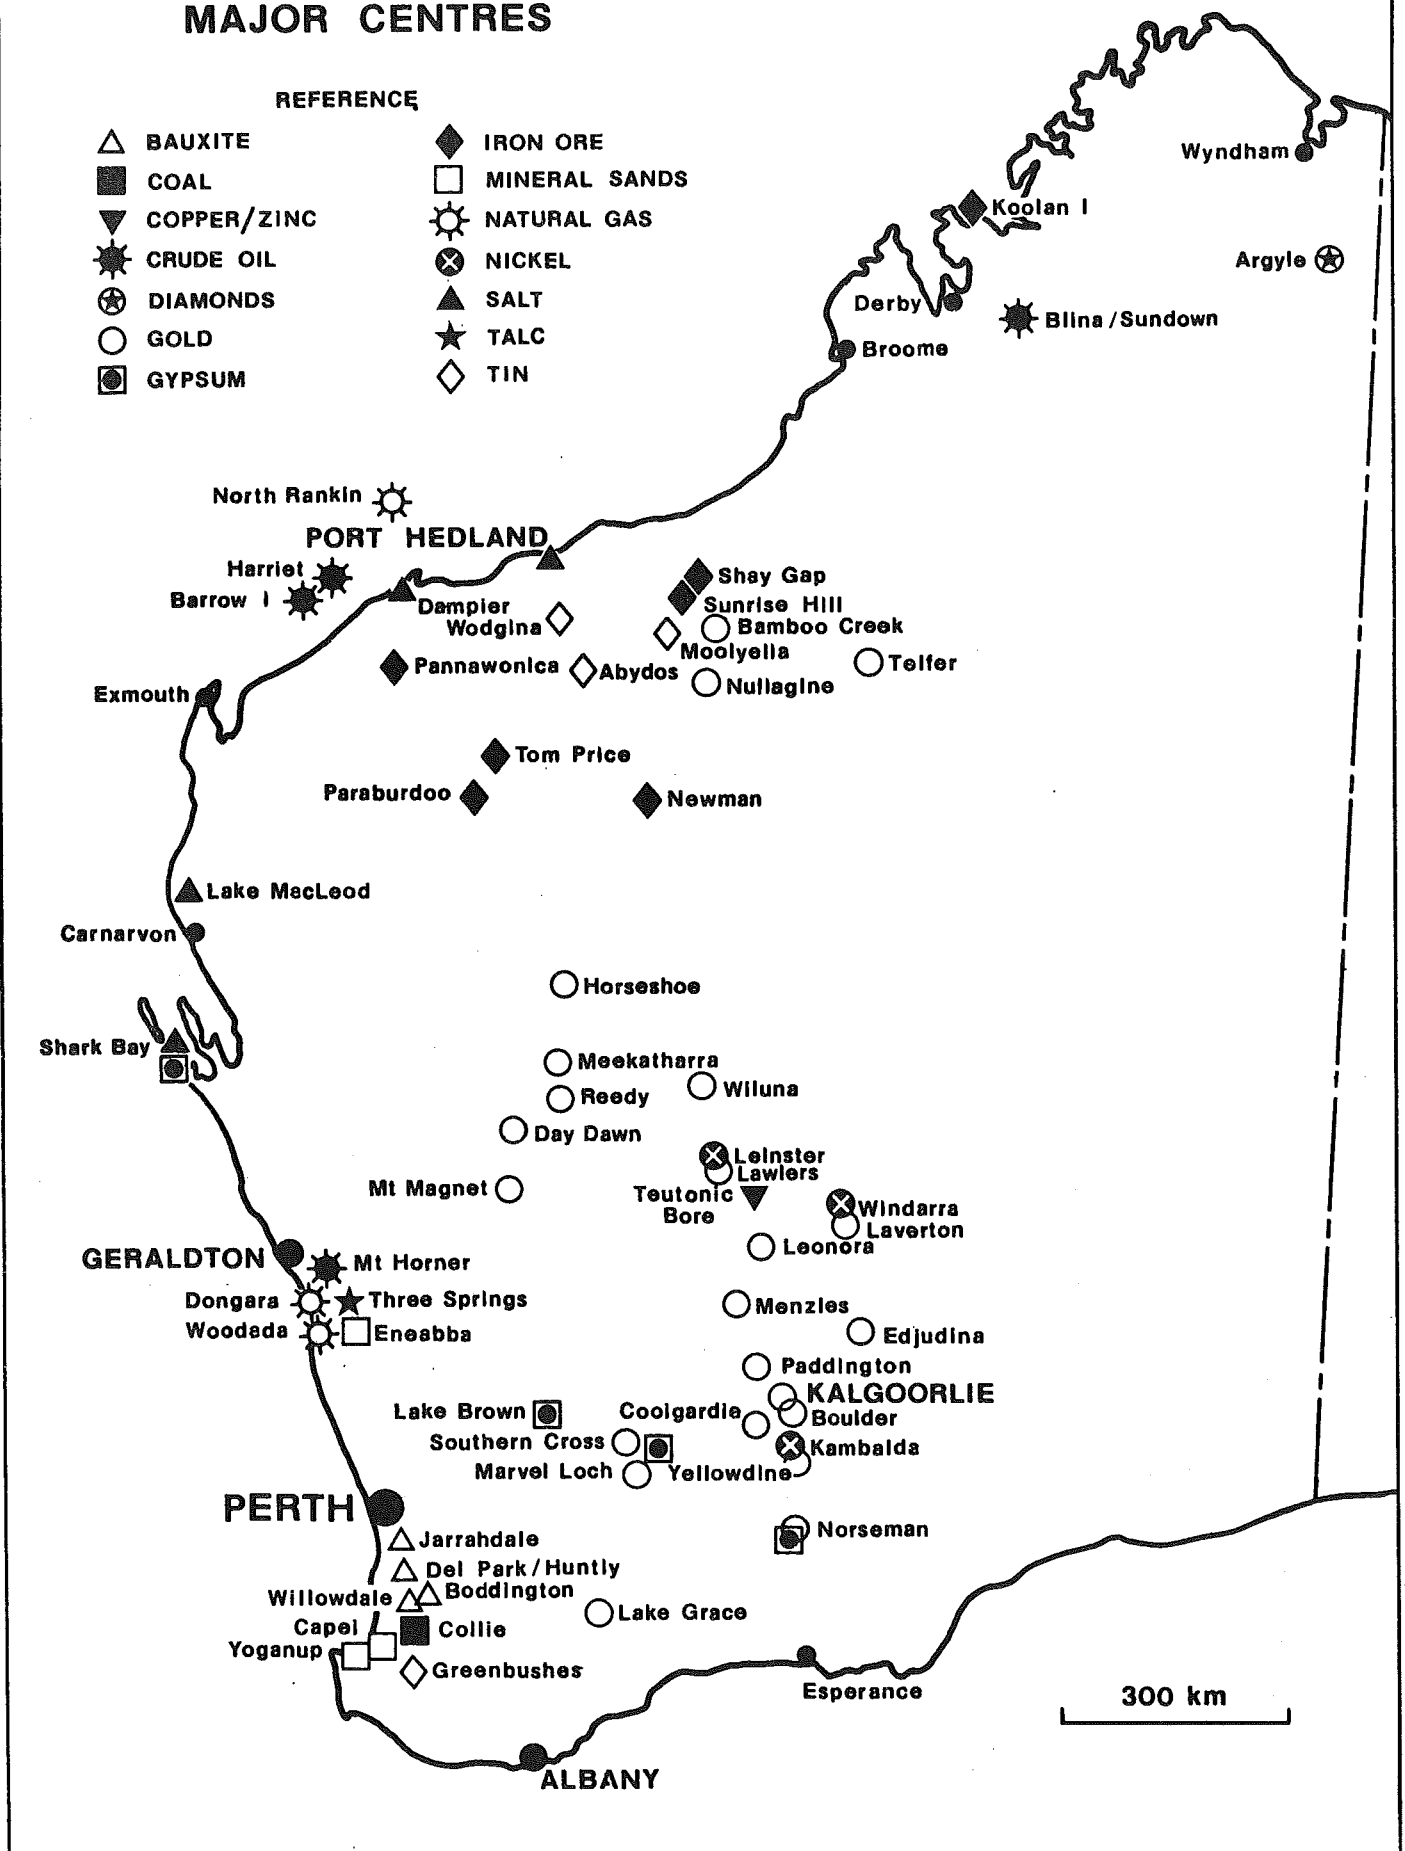 MAJOR CENTRES
REFERENCE
BAUXITE
COAL
COPPER/ZINC
CRUDE OIL
DIAMONDS
GOLD
GYPSUM
IRON ORE
MINERAL SANDS
NATURAL GAS
NICKEL
SALT
TALC
TIN
Wyndham
Koolan I
Argyle
Derby
Blina/Sundown
Broome
North Rankin
PORT HEDLAND
Harriet
Barrow I
Dampier
Wodgina
Shay Gap
Sunrise Hill
Bamboo Creek
Moolyella
Telfer
Pannawonica
Abydos
Nullagine
Exmouth
Tom Price
Paraburdoo
Newman
Lake MacLeod
Carnarvon
Horseshoe
Shark Bay
Meekatharra
Wiluna
Reedy
Day Dawn
Leinster
Lawlers
Mt Magnet
Teutonic
Bore
Windarra
Laverton
Leonora
GERALDTON
Mt Horner
Dongara
Three Springs
Woodada
Eneabba
Menzies
Edjudina
Paddington
KALGOORLIE
Boulder
Lake Brown
Coolgardie
Southern Cross
Kambalda
Marvel Loch
Yellowdine
PERTH
Norseman
Jarrahdale
Del Park/Huntly
Willowdale
Boddington
Lake Grace
Capel
Collie
Yoganup
Greenbushes
Esperance
300 km
ALBANY